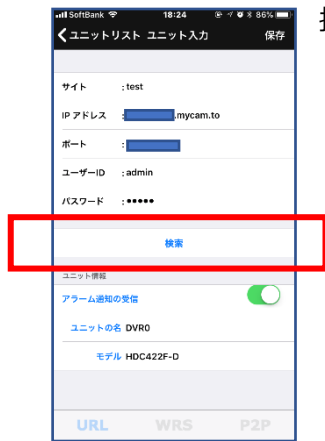 SoftBank 18:24 86%
ユニットリスト ユニット入力 保存
サイト :test
IP アドレス : .mycam.to
ポート :
ユーザーID :admin
パスワード :•••••
検索
ユニット情報
アラーム通知の受信
ユニットの名 DVR0
モデル HDC422F-D
URL WRS P2P